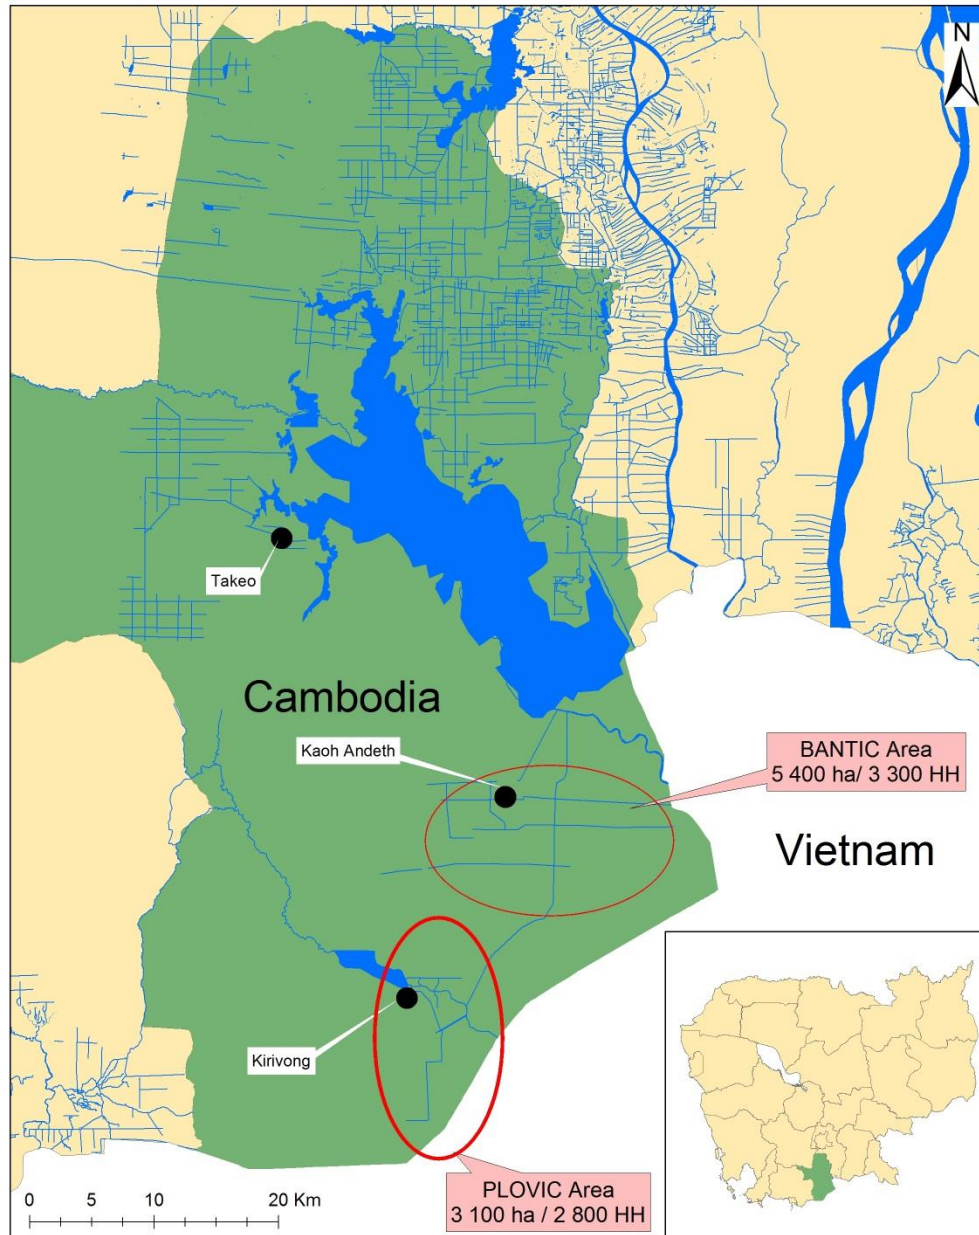 N
Takeo
Cambodia
Kaoh Andeth
BANTIC Area
5 400 ha/ 3 300 HH
Vietnam
Kirivong
PLOVIC Area
3 100 ha / 2 800 HH
0 5 10 20 Km